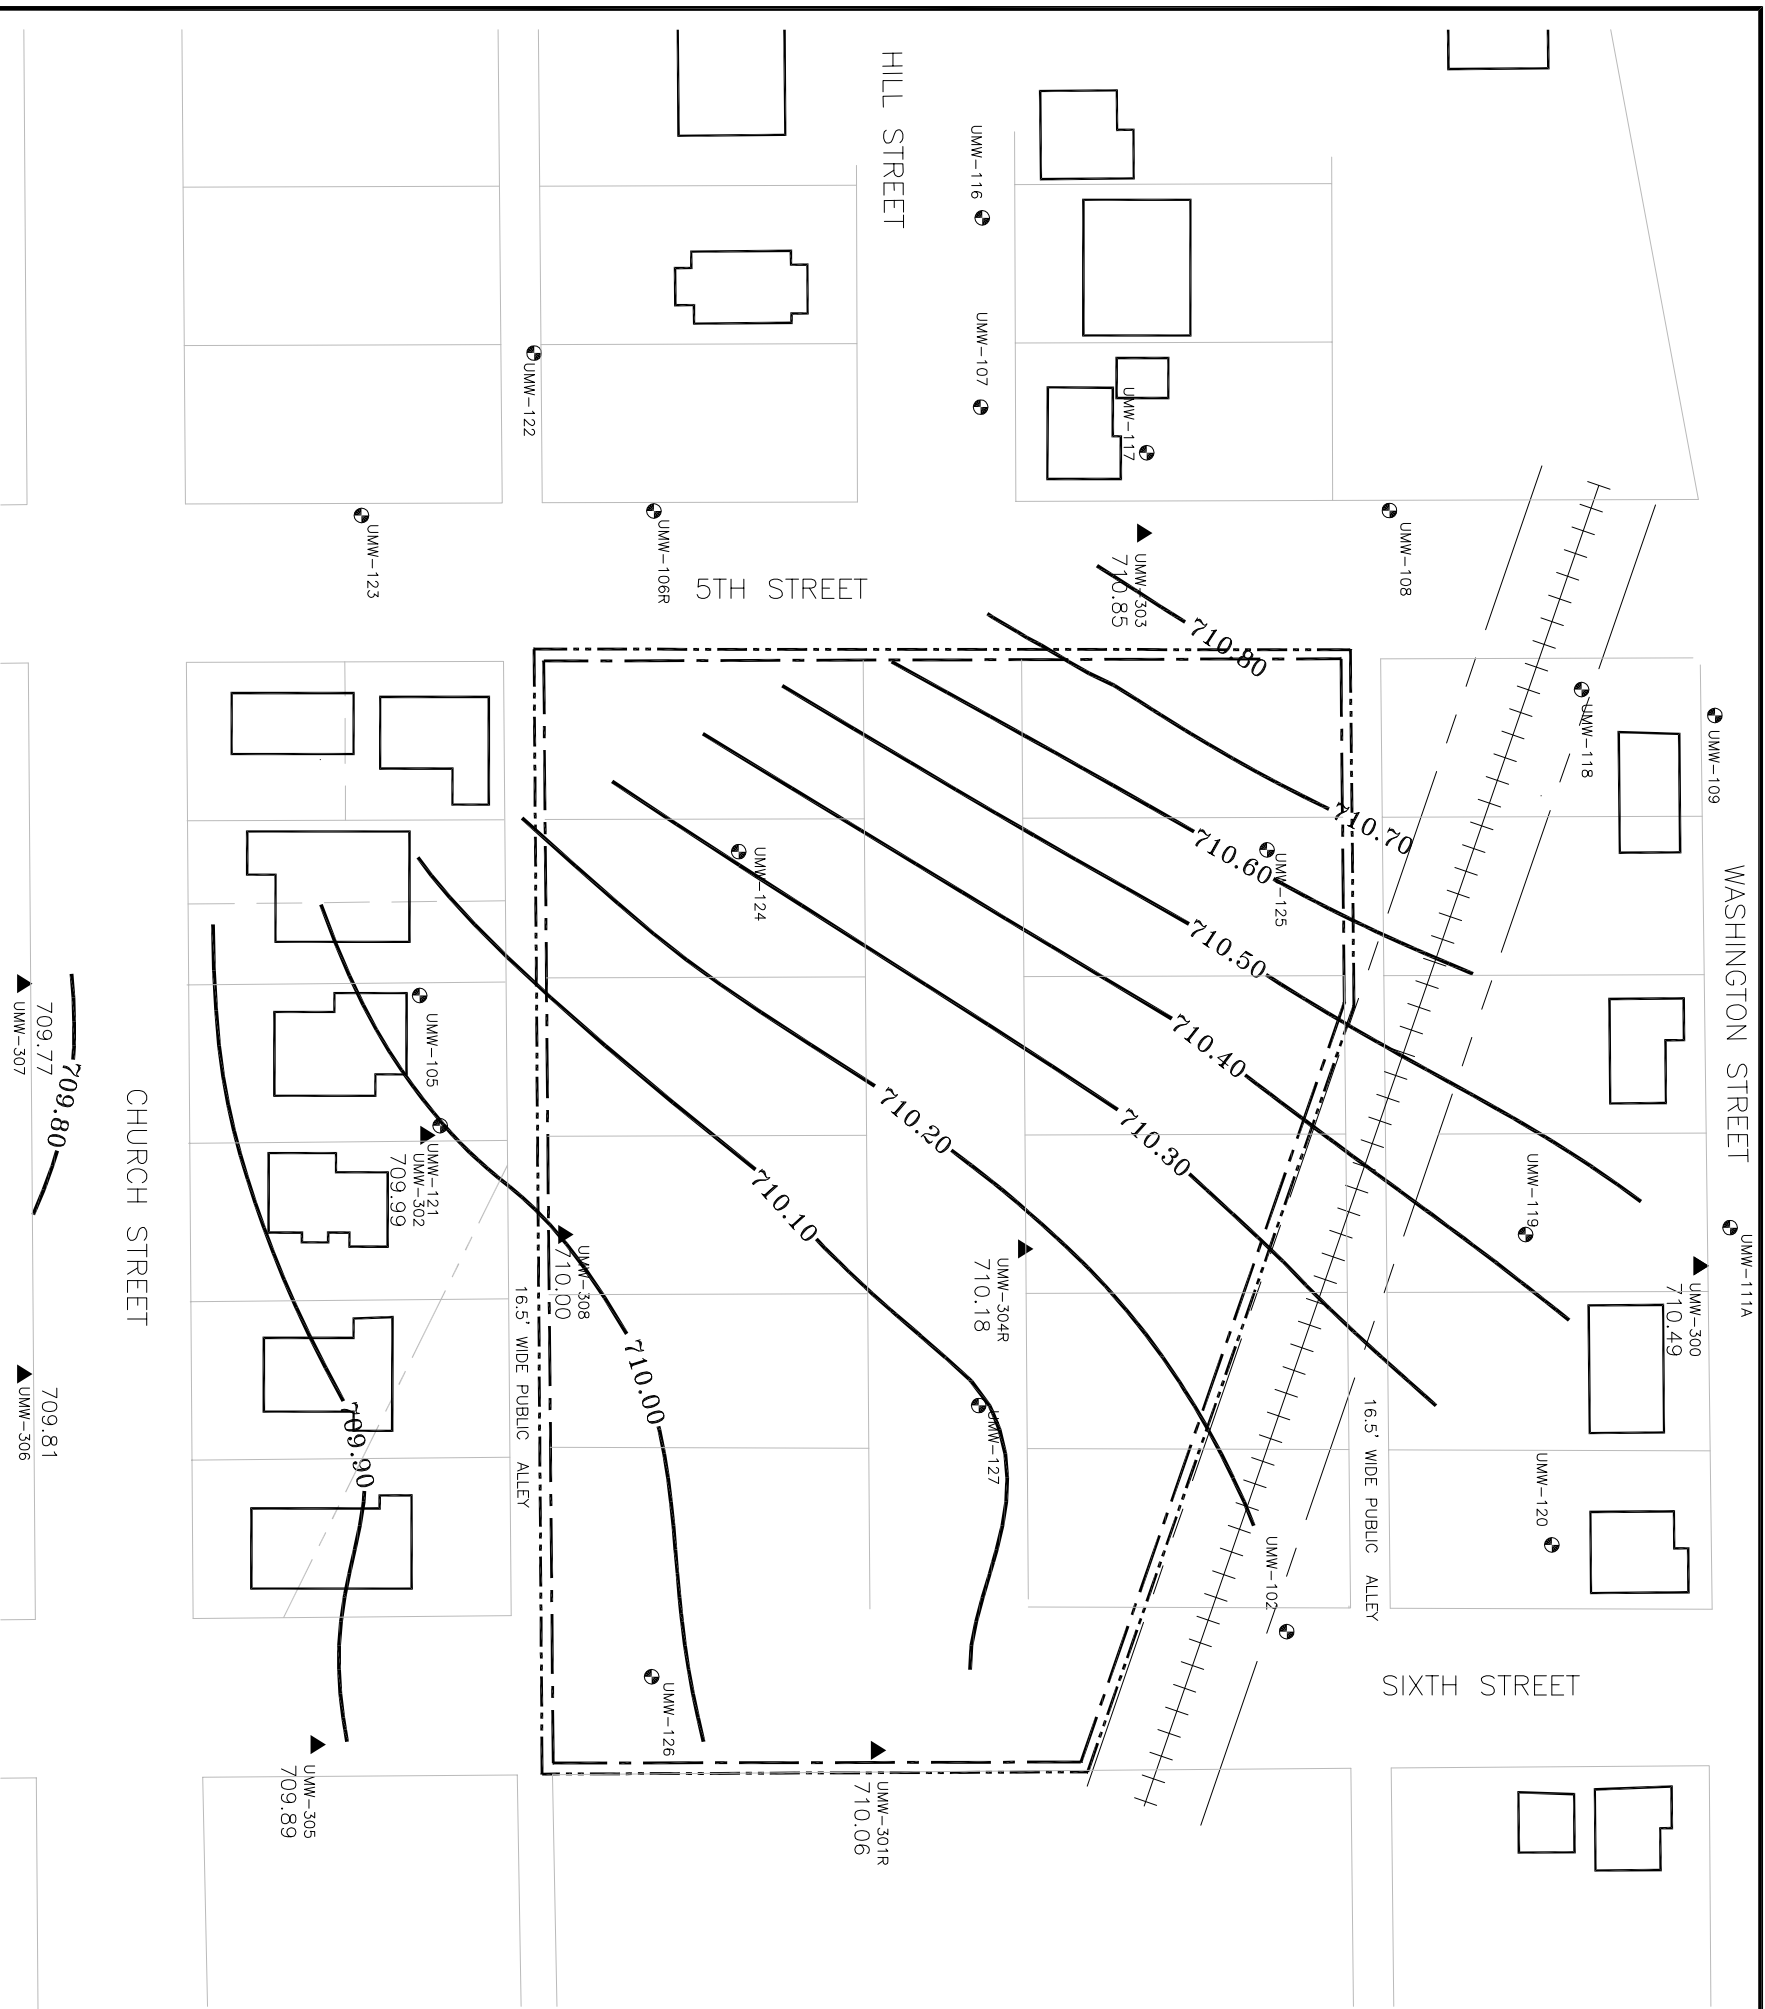 HILL STREET
UMW-116
UMW-107
UMW-117
UMW-122
UMW-123
UMW-106R
5TH STREET
UMW-303
710.85
UMW-108
710.80
UMW-118
UMW-109
710.70
710.60
UMW-125
UMW-124
WASHINGTON STREET
710.50
710.40
UMW-105
709.77
UMW-307
709.80
CHURCH STREET
UMW-121
UMW-302
709.99
710.20
710.30
710.10
UMW-119
UMW-111A
UMW-300
710.49
UMW-308
710.00
UMW-304R
710.18
16.5' WIDE PUBLIC ALLEY
710.00
709.81
UMW-306
709.90
UMW-127
16.5' WIDE PUBLIC ALLEY
UMW-120
UMW-102
SIXTH STREET
UMW-126
UMW-305
709.89
UMW-301R
710.06